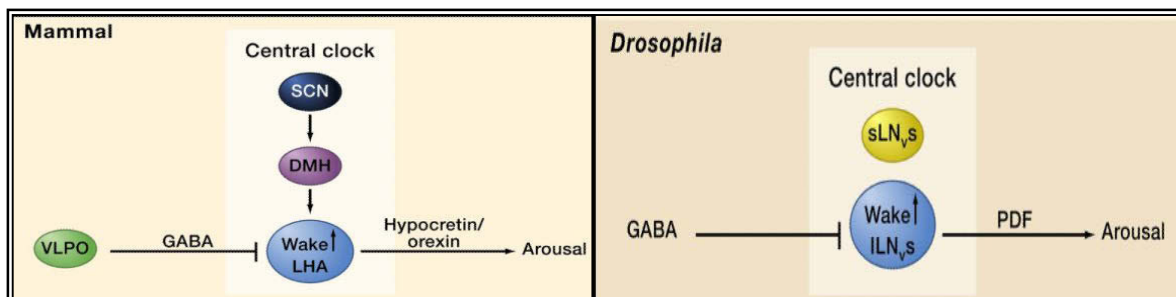 Mammal
Central clock
SCN
DMH
VLPO
GABA
Wake
LHA
Hypocretin/
orexin
Arousal
Drosophila
Central clock
sLNvs
GABA
Wake
lLNvs
PDF
Arousal